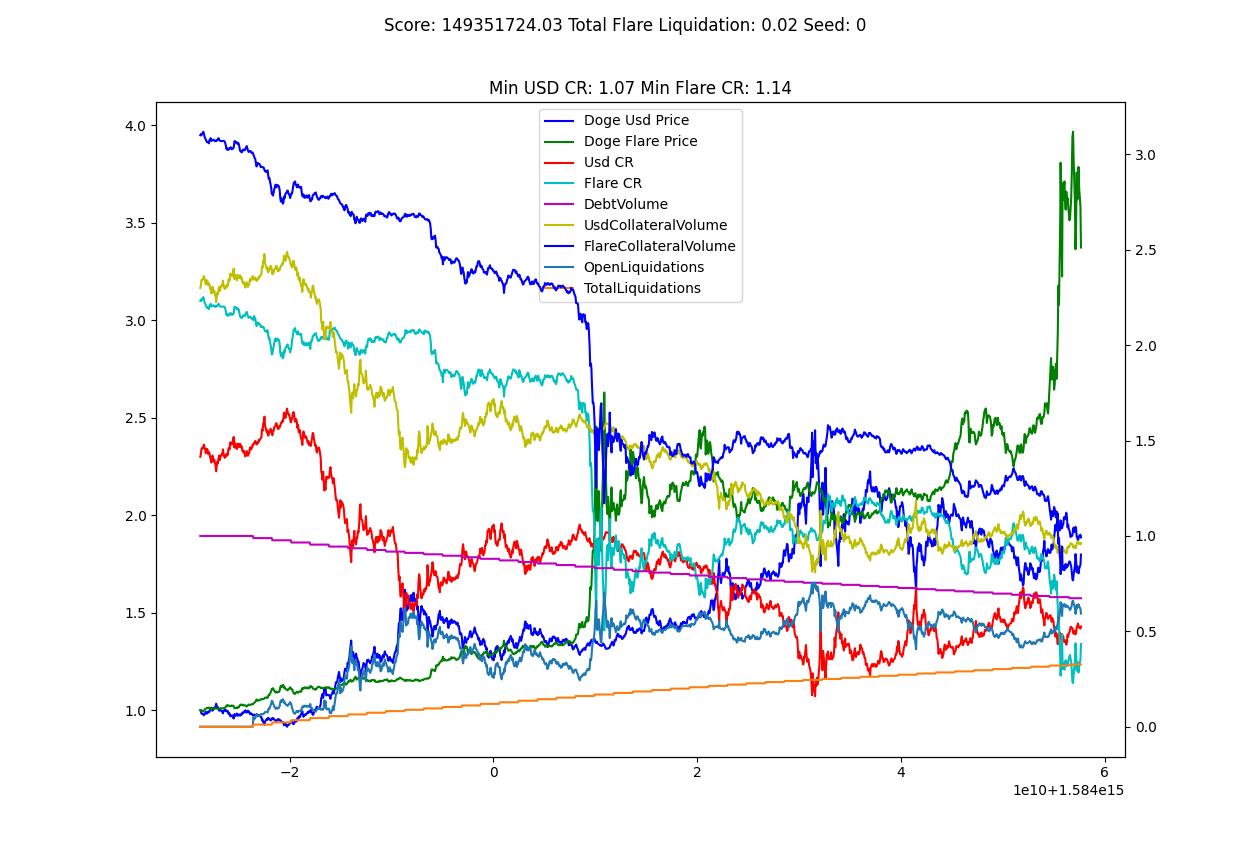 Score: 149351724.03 Total Flare Liquidation: 0.02 Seed: 0
Min USD CR: 1.07 Min Flare CR: 1.14
Doge Usd Price
Doge Flare Price
Usd CR
Flare CR
DebtVolume
UsdCollateralVolume
FlareCollateralVolume
OpenLiquidations
TotalLiquidations
4.0
3.5
3.0
2.5
2.0
1.5
1.0
3.0
2.5
2.0
1.5
1.0
0.5
0.0
−2
0
2
4
6
1e10+1.584e15